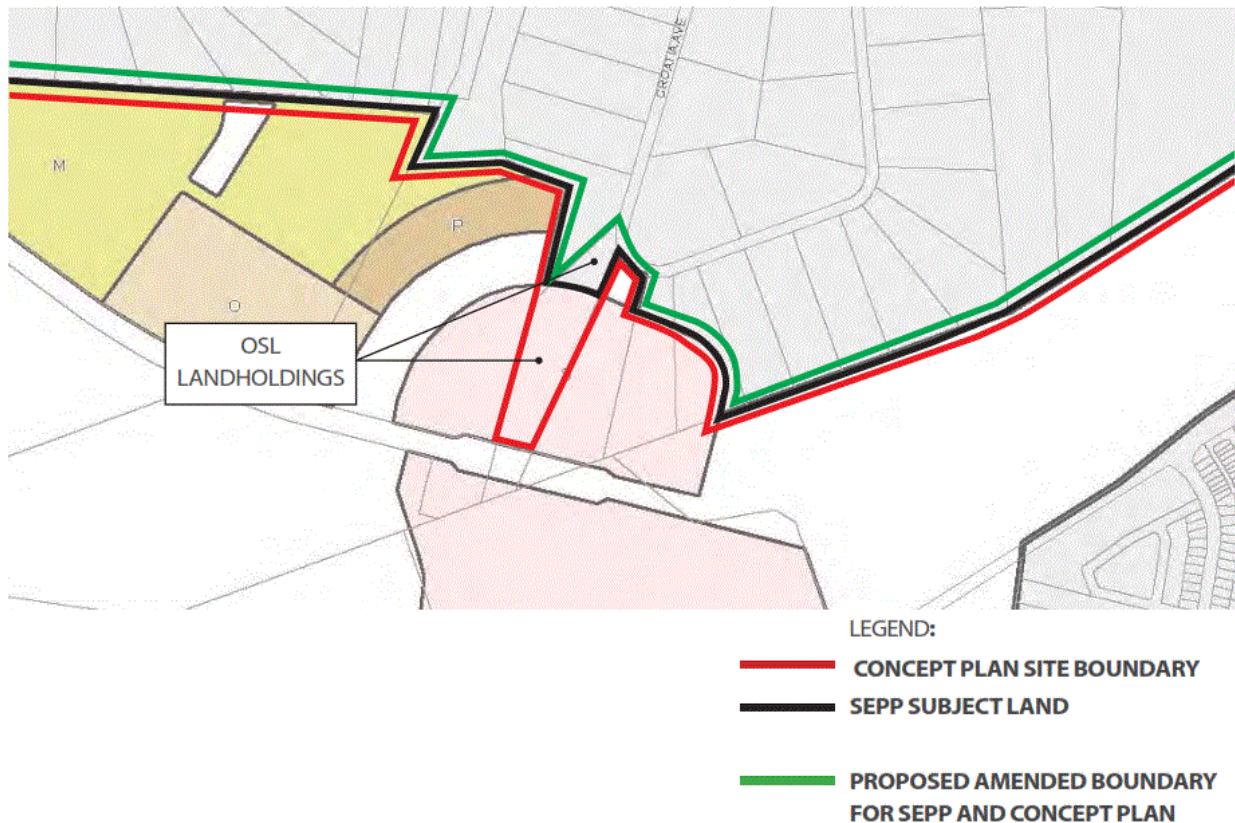 CROATIA AVE
M
P
O
S
OSL
LANDHOLDINGS
LEGEND:
CONCEPT PLAN SITE BOUNDARY
SEPP SUBJECT LAND
PROPOSED AMENDED BOUNDARY
FOR SEPP AND CONCEPT PLAN